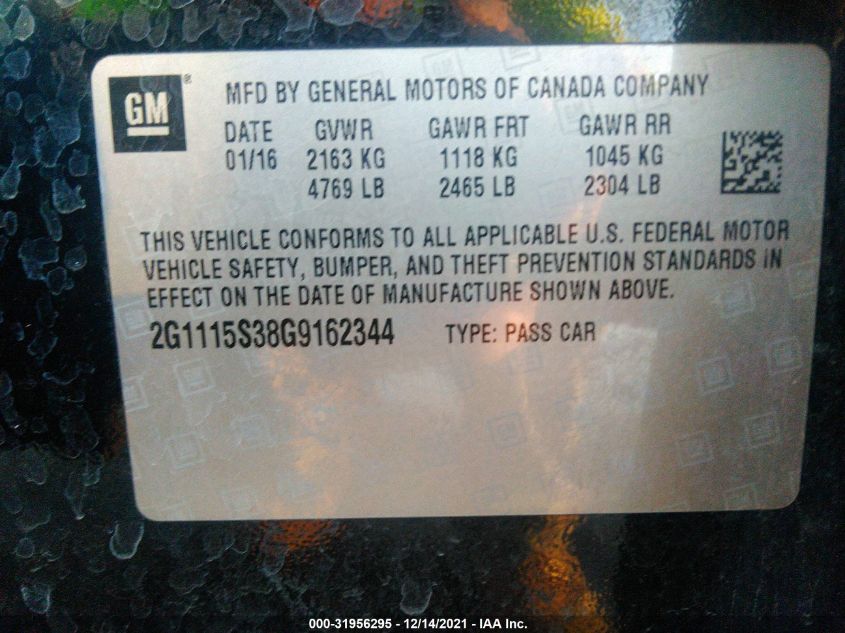 GM ®
MFD BY GENERAL MOTORS OF CANADA COMPANY
DATE GVWR GAWR FRT GAWR RR
01/16 2163 KG 1118 KG 1045 KG
4769 LB 2465 LB 2304 LB
THIS VEHICLE CONFORMS TO ALL APPLICABLE U.S. FEDERAL MOTOR
VEHICLE SAFETY, BUMPER, AND THEFT PREVENTION STANDARDS IN
EFFECT ON THE DATE OF MANUFACTURE SHOWN ABOVE.
2G1115S38G9162344 TYPE: PASS CAR
000-31956295 - 12/14/2021 - IAA Inc.